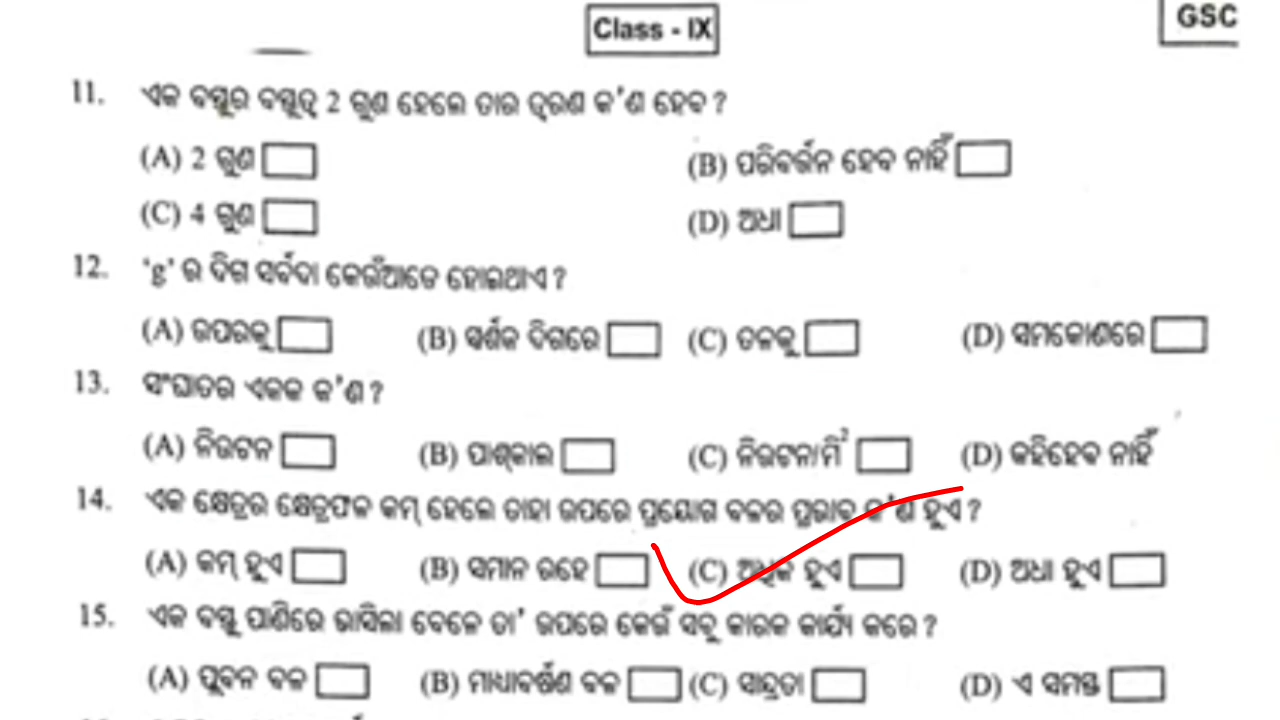 Class - IX
GSC
11. ଏକ ବସ୍ତୁର ବସ୍ତୁତ୍ୱ 2 ଗୁଣ ହେଲେ ତାର ତ୍ୱରଣ କ'ଣ ହେବ ?
(A) 2 ଗୁଣ (B) ପରିବର୍ତ୍ତନ ହେବ ନାହିଁ
(C) 4 ଗୁଣ (D) ଅଧା
12. 'g' ର ଦିଗ ସର୍ବଦା କେଉଁଆଡେ ହୋଇଥାଏ ?
(A) ଉପରକୁ (B) ସ୍ପର୍ଶକ ଦିଗରେ (C) ତଳକୁ (D) ସମକୋଣରେ
13. ସଂଘାତର ଏକକ କ'ଣ ?
(A) ନିଉଟନ (B) ପାଶ୍କାଲ (C) ନିଉଟନ/ମି² (D) କହିହେବ ନାହିଁ
14. ଏକ କ୍ଷେତ୍ରର କ୍ଷେତ୍ରଫଳ କମ୍ ହେଲେ ତାହା ଉପରେ ପ୍ରୟୋଗ ବଳର ପ୍ରଭାବ କ'ଣ ହୁଏ ?
(A) କମ୍ ହୁଏ (B) ସମାନ ରହେ (C) ଅଧିକ ହୁଏ (D) ଅଧା ହୁଏ
15. ଏକ ବସ୍ତୁ ପାଣିରେ ଭାସିଲା ବେଳେ ତା' ଉପରେ କେଉଁ ସବୁ କାରକ କାର୍ଯ୍ୟ କରେ ?
(A) ପ୍ଲବନ ବଳ (B) ମାଧ୍ୟାକର୍ଷଣ ବଳ (C) ସାନ୍ଦ୍ରତା (D) ଏ ସମସ୍ତ